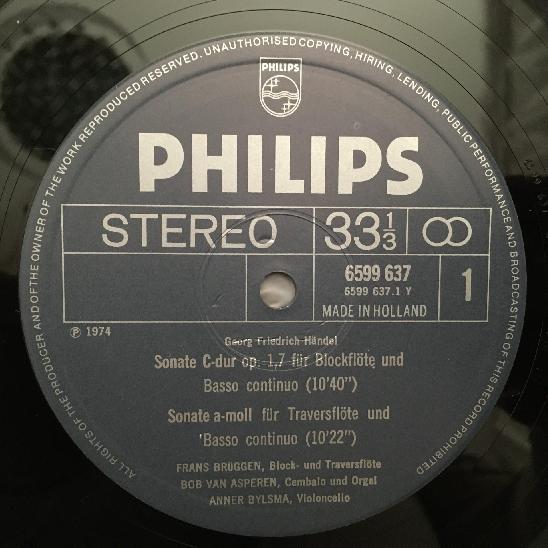 ALL RIGHTS OF THE PRODUCER AND OF THE OWNER OF THE WORK REPRODUCED RESERVED. UNAUTHORISED COPYING, HIRING, LENDING, PUBLIC PERFORMANCE AND BROADCASTING OF THIS RECORD PROHIBITED
PHILIPS
PHILIPS
STEREO
33 1/3
6599 637
6599 637.1 Y
1
MADE IN HOLLAND
Ⓟ 1974
Georg Friedrich Händel
Sonate C-dur op. 1,7 für Blockflöte und
Basso continuo (10'40")
Sonate a-moll für Traversflöte und
'Basso continuo (10'22")
FRANS BRÜGGEN, Block- und Traversflöte
BOB VAN ASPEREN, Cembalo und Orgel
ANNER BYLSMA, Violoncello